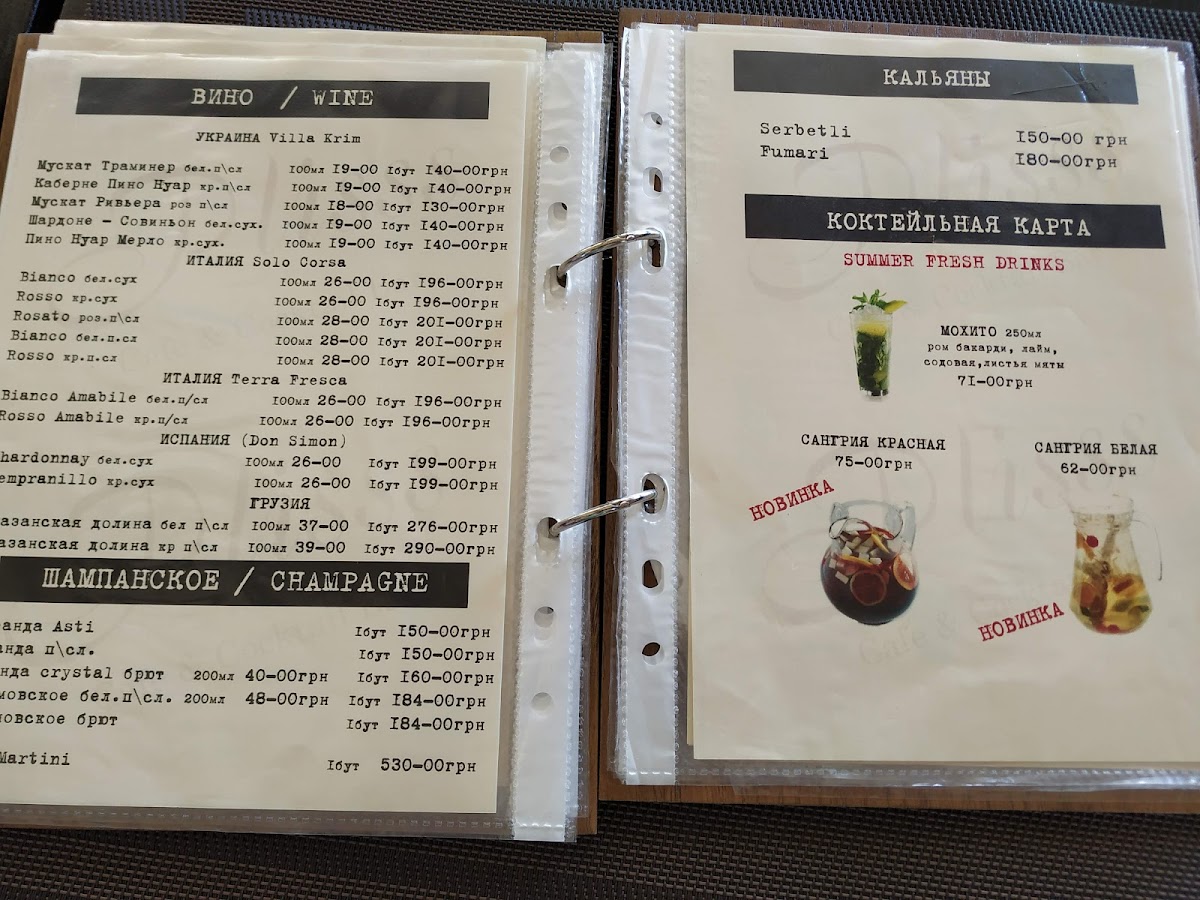 ВИНО / WINE
УКРАИНА Villa Krim
Мускат Траминер бел.п\сл 100мл 19-00 1бут 140-00грн
Каберне Пино Нуар кр.п\сл 100мл 19-00 1бут 140-00грн
Мускат Ривьера роз п\сл 100мл 18-00 1бут 130-00грн
Шардоне - Совиньон бел.сух. 100мл 19-00 1бут 140-00грн
Пино Нуар Мерло кр.сух. 100мл 19-00 1бут 140-00грн
ИТАЛИЯ Solo Corsa
Bianco бел.сух 100мл 26-00 1бут 196-00грн
Rosso кр.сух 100мл 26-00 1бут 196-00грн
Rosato роз.п\сл 100мл 28-00 1бут 201-00грн
Bianco бел.п.сл 100мл 28-00 1бут 201-00грн
Rosso кр.п.сл 100мл 28-00 1бут 201-00грн
ИТАЛИЯ Terra Fresca
Bianco Amabile бел.п/сл 100мл 26-00 1бут 196-00грн
Rosso Amabile кр.п/сл 100мл 26-00 1бут 196-00грн
ИСПАНИЯ (Don Simon)
hardonnay бел.сух 100мл 26-00 1бут 199-00грн
empranillo кр.сух 100мл 26-00 1бут 199-00грн
ГРУЗИЯ
азанская долина бел п\сл 100мл 37-00 1бут 276-00грн
азанская долина кр п\сл 100мл 39-00 1бут 290-00грн
ШАМПАНСКОЕ / CHAMPAGNE
анда Asti 1бут 150-00грн
нда п\сл. 1бут 150-00грн
нда crystal брют 200мл 40-00грн 1бут 160-00грн
мовское бел.п\сл. 200мл 48-00грн 1бут 184-00грн
овское брют 1бут 184-00грн
Martini 1бут 530-00грн
КАЛЬЯНЫ
Serbetli 150-00 грн
Fumari 180-00грн
КОКТЕЙЛЬНАЯ КАРТА
SUMMER FRESH DRINKS
МОХИТО 250мл
ром бакарди, лайм,
содовая,листья мяты
71-00грн
САНГРИЯ КРАСНАЯ
75-00грн
НОВИНКА
САНГРИЯ БЕЛАЯ
62-00грн
НОВИНКА